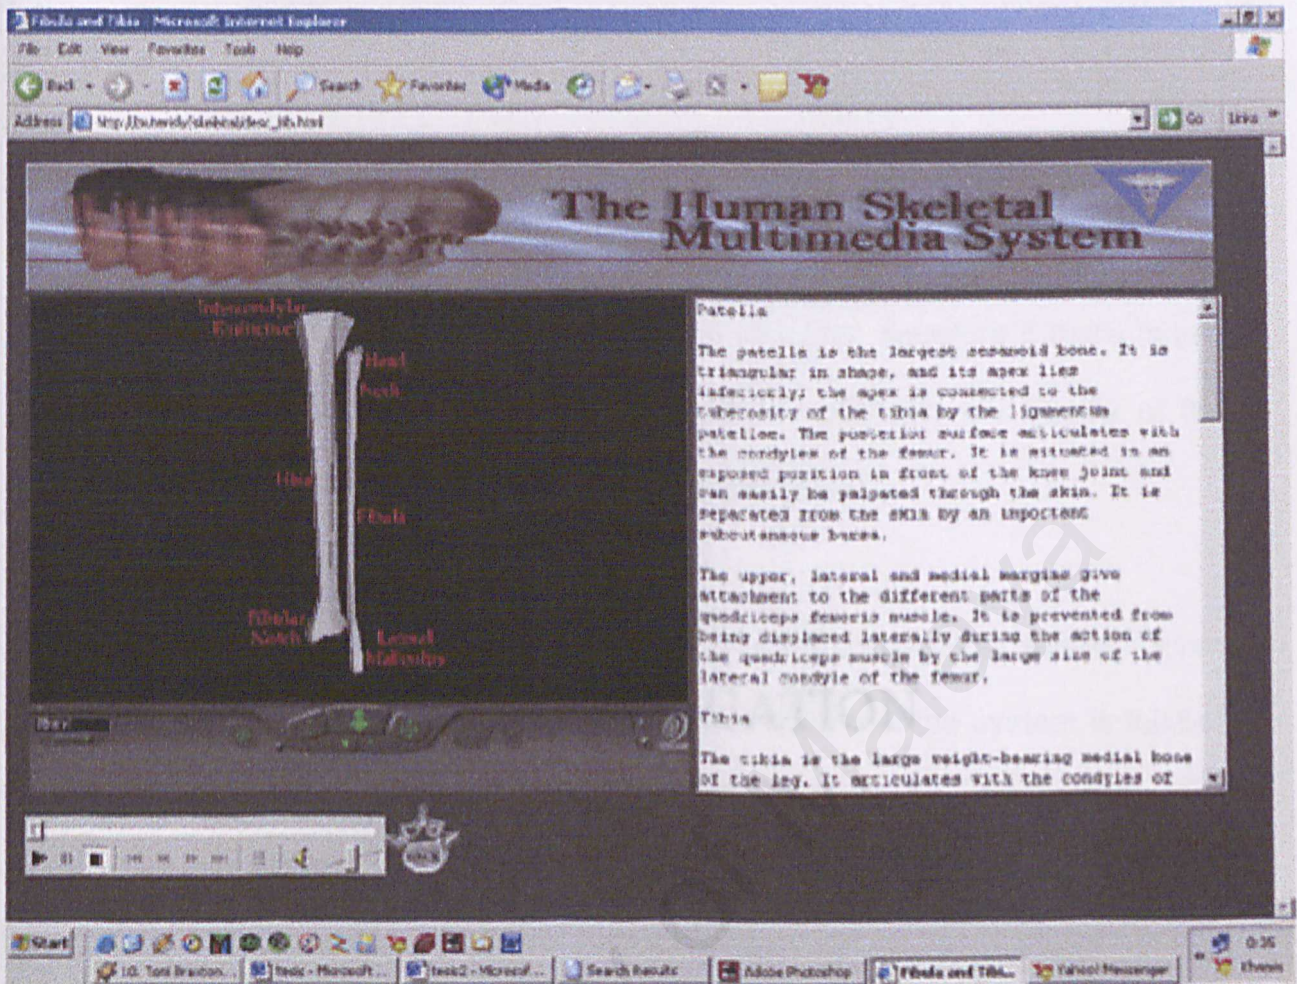 Fibula and Tibia - Microsoft Internet Explorer
File Edit View Favorites Tools Help
Back Search Favorites Media
Address Go Links
The Human Skeletal
Multimedia System
Intercondylar
Eminence
Head
Neck
Tibia
Fibula
Fibular
Notch
Lateral
Malleolus
Patella
The patella is the largest sesamoid bone. It is
triangular in shape, and its apex lies
inferiorly; the apex is connected to the
tuberosity of the tibia by the ligamentum
patellae. The posterior surface articulates with
the condyles of the femur. It is situated in an
exposed position in front of the knee joint and
can easily be palpated through the skin. It is
separated from the skin by an important
subcutaneous bursa.
The upper, lateral and medial margins give
attachment to the different parts of the
quadriceps femoris muscle. It is prevented from
being displaced laterally during the action of
the quadriceps muscle by the large size of the
lateral condyle of the femur.
Tibia
The tibia is the large weight-bearing medial bone
of the leg. It articulates with the condyles of
Start 0:35
10. Toni Braxton... - Microsoft ... - Microsof... Search Results Adobe Photoshop Fibula and Tibi... Yahoo! Messenger
of Malaya